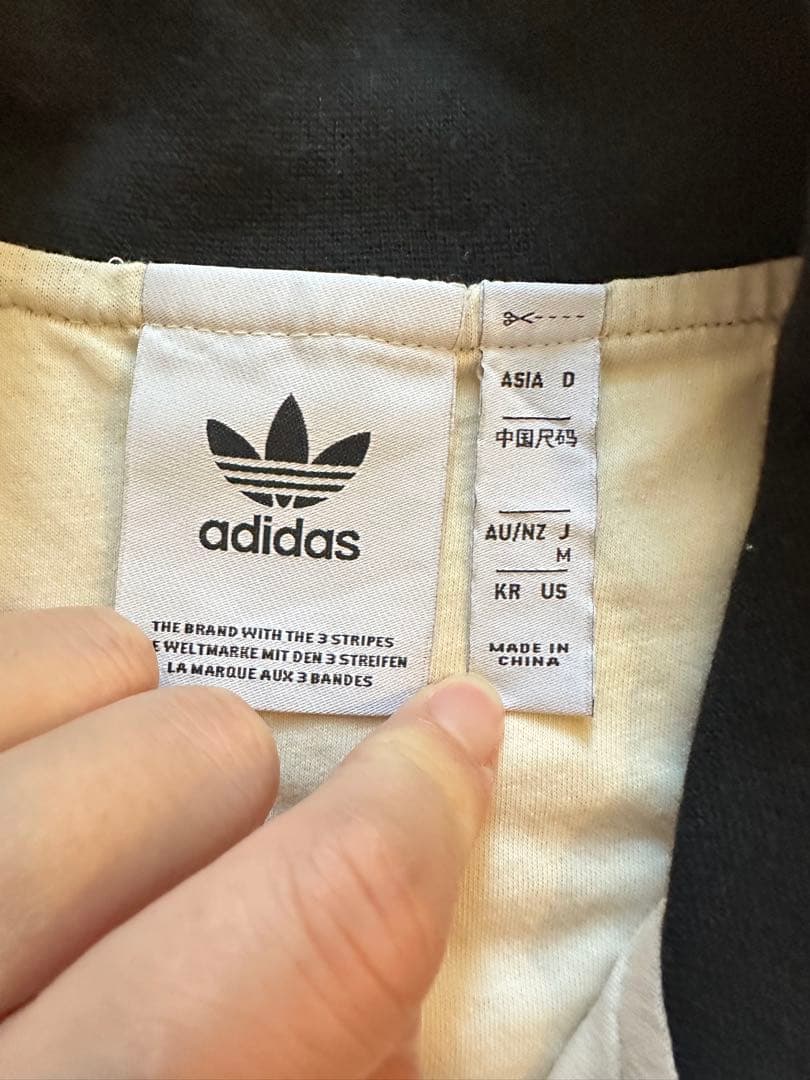 adidas
THE BRAND WITH THE 3 STRIPES
E WELTMARKE MIT DEN 3 STREIFEN
LA MARQUE AUX 3 BANDES
ASIA D
中国尺码
AU/NZ J
M
KR US
MADE IN
CHINA